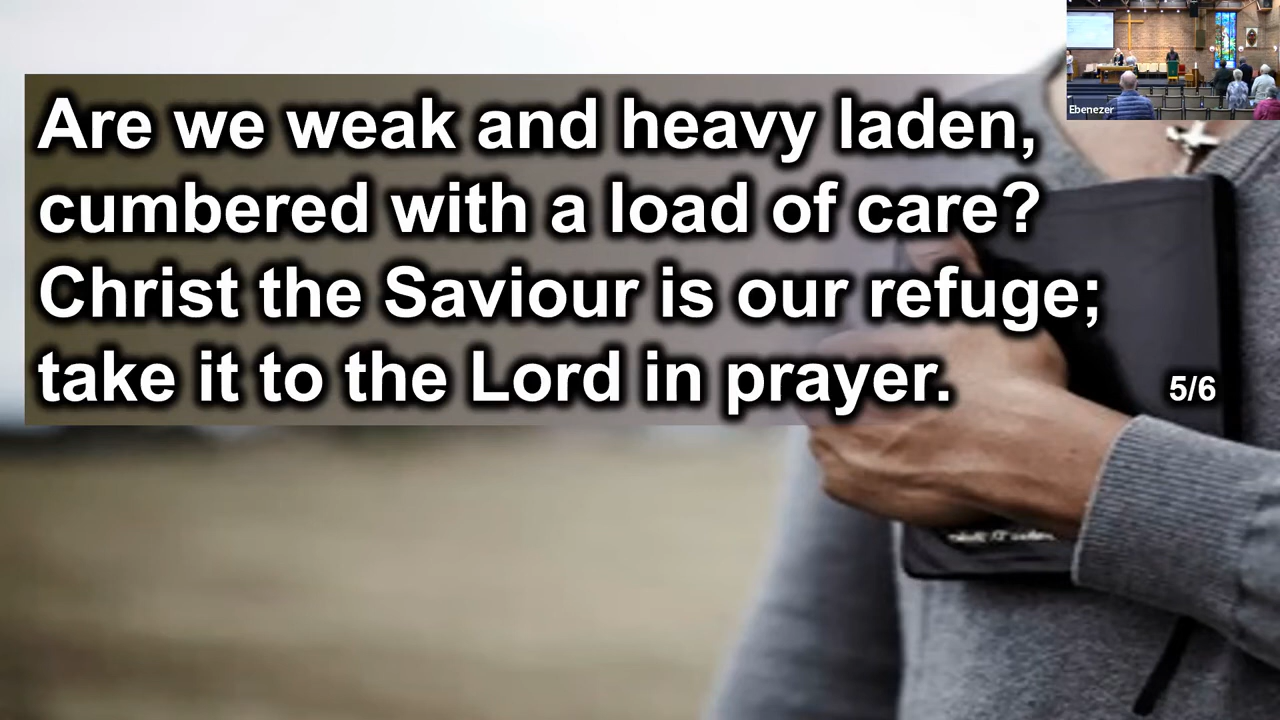 Are we weak and heavy laden,
cumbered with a load of care?
Christ the Saviour is our refuge;
take it to the Lord in prayer.
5/6
Ebenezer